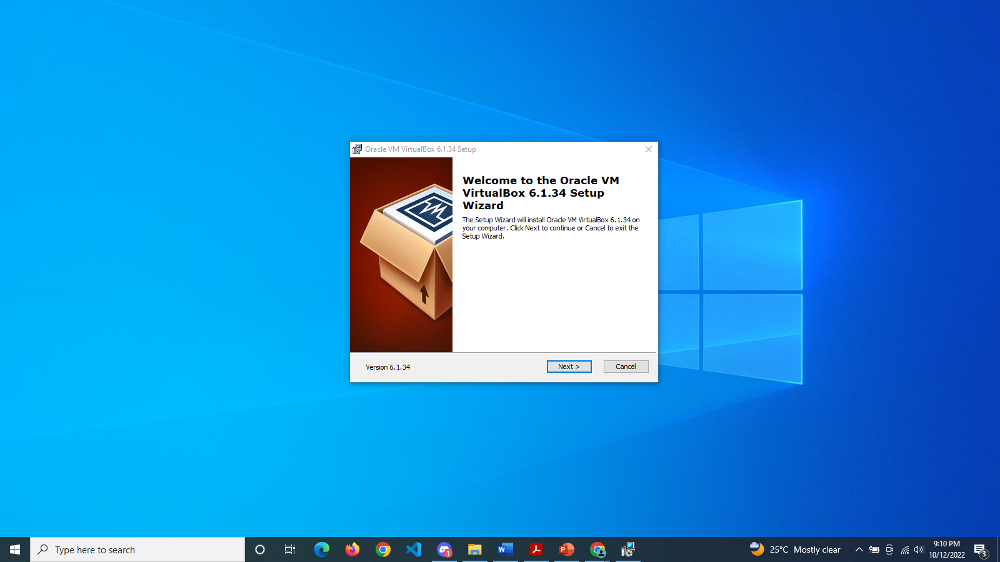 Oracle VM VirtualBox 6.1.34 Setup
Welcome to the Oracle VM
VirtualBox 6.1.34 Setup
Wizard
The Setup Wizard will install Oracle VM VirtualBox 6.1.34 on
your computer. Click Next to continue or Cancel to exit the
Setup Wizard.
Version 6.1.34
Next >
Cancel
Type here to search
1
25°C Mostly clear
9:10 PM
10/12/2022
3